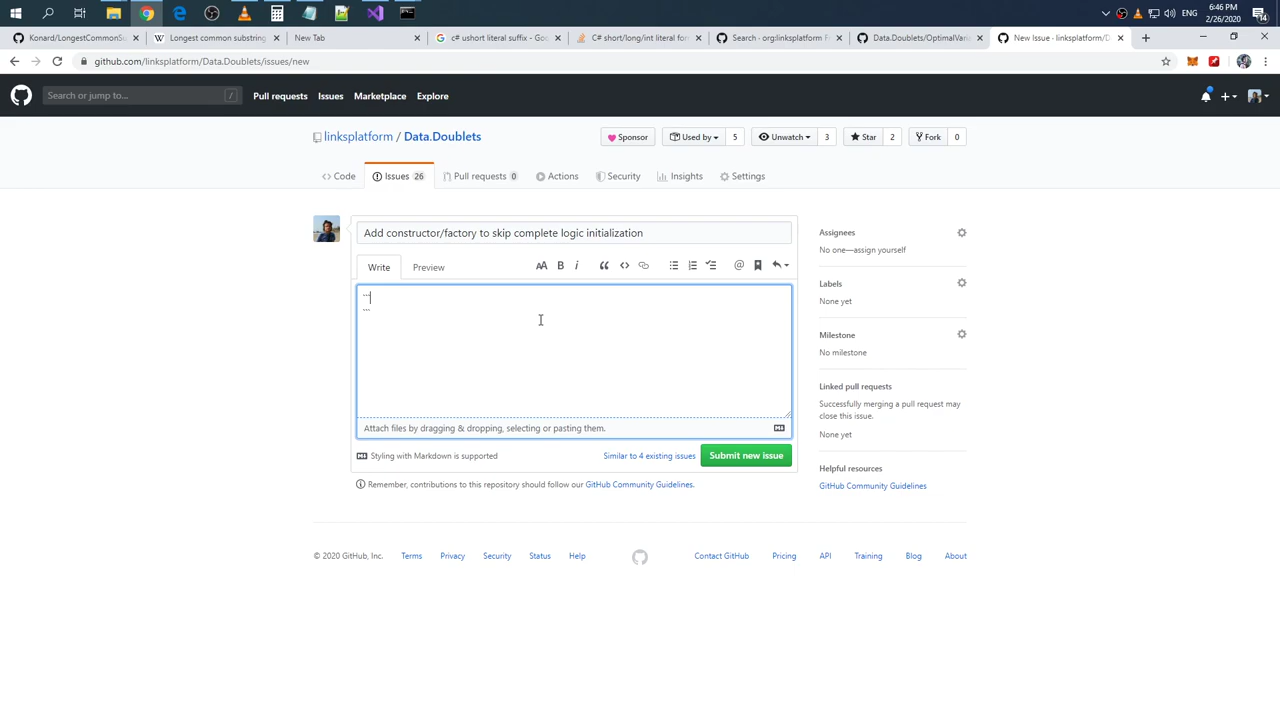 ENG
6:46 PM
2/26/2020
14
Konard/LongestCommonSu
Longest common substring
New Tab
c# ushort literal suffix - Goo
C# short/long/int literal form
Search · org:linksplatform F
Data.Doublets/OptimalVaria
New Issue · linksplatform/D
github.com/linksplatform/Data.Doublets/issues/new
Search or jump to...
/
Pull requests
Issues
Marketplace
Explore
linksplatform / Data.Doublets
Sponsor
Used by
5
Unwatch
3
Star
2
Fork
0
Code
Issues 26
Pull requests 0
Actions
Security
Insights
Settings
Add constructor/factory to skip complete logic initialization
Write
Preview
```
```
Attach files by dragging & dropping, selecting or pasting them.
Styling with Markdown is supported
Similar to 4 existing issues
Submit new issue
Remember, contributions to this repository should follow our GitHub Community Guidelines.
Assignees
No one—assign yourself
Labels
None yet
Milestone
No milestone
Linked pull requests
Successfully merging a pull request may
close this issue.
None yet
Helpful resources
GitHub Community Guidelines
© 2020 GitHub, Inc.
Terms
Privacy
Security
Status
Help
Contact GitHub
Pricing
API
Training
Blog
About